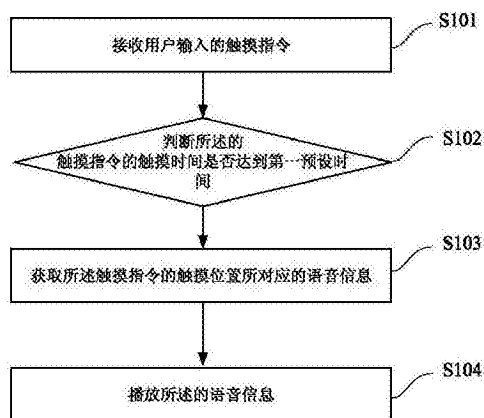 接收用户输入的触摸指令
S101
判断所述的
触摸指令的触摸时间是否达到第一预设时
间
S102
获取所述触摸指令的触摸位置所对应的语音信息
S103
播放所述的语音信息
S104